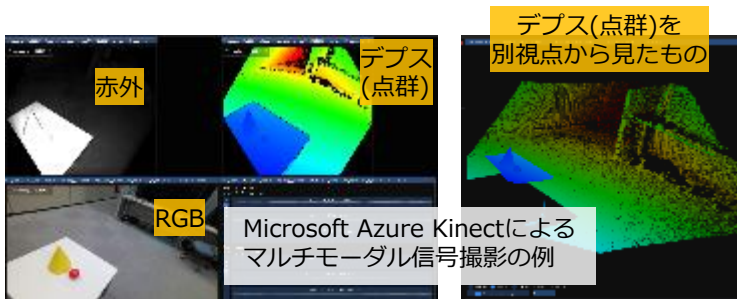 赤外
デプス
(点群)
RGB
デプス(点群)を
別視点から見たもの
Microsoft Azure Kinectによる
マルチモーダル信号撮影の例